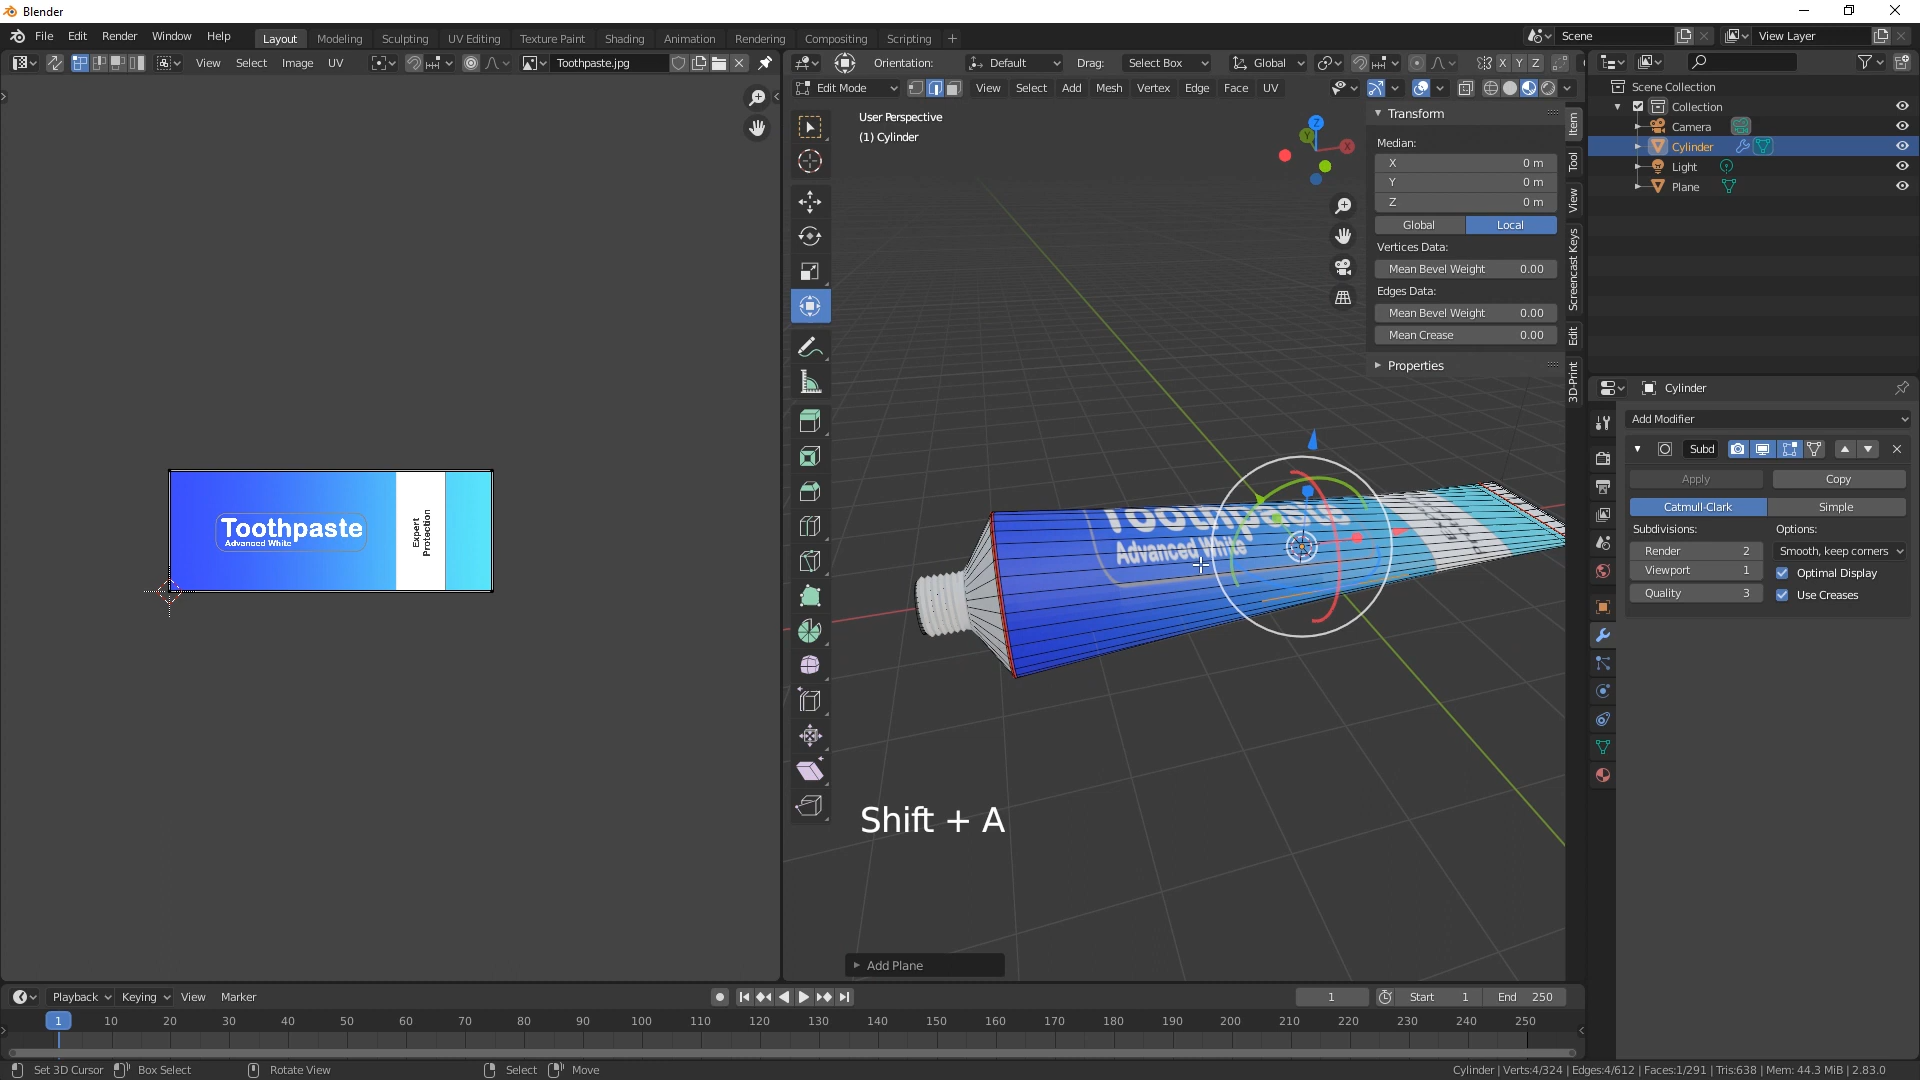 Blender
File Edit Render Window Help
Layout Modeling Sculpting UV Editing Texture Paint Shading Animation Rendering Compositing Scripting
Scene
View Layer
View Select Image UV
Toothpaste.jpg
Orientation: Default Drag: Select Box Global
X Y Z
Edit Mode
View Select Add Mesh Vertex Edge Face UV
User Perspective
(1) Cylinder
Z
Y
X
Transform
Median:
X 0 m
Y 0 m
Z 0 m
Global Local
Vertices Data:
Mean Bevel Weight 0.00
Edges Data:
Mean Bevel Weight 0.00
Mean Crease 0.00
Properties
Item
Tool
View
Screencast Keys
Edit
3D-Print
Scene Collection
Collection
Camera
Cylinder
Light
Plane
Cylinder
Add Modifier
Subd
Apply Copy
Catmull-Clark Simple
Subdivisions: Options:
Render 2
Smooth, keep corners
Viewport 1
Optimal Display
Quality 3
Use Creases
Toothpaste
Advanced White
Expert
Protection
Toothpaste
Advanced White
Shift + A
Add Plane
Playback Keying View Marker
1
Start 1 End 250
1 10 20 30 40 50 60 70 80 90 100 110 120 130 140 150 160 170 180 190 200 210 220 230 240 250
Set 3D Cursor Box Select Rotate View Select Move
Cylinder | Verts:4/324 | Edges:4/612 | Faces:1/291 | Tris:638 | Mem: 44.3 MiB | 2.83.0